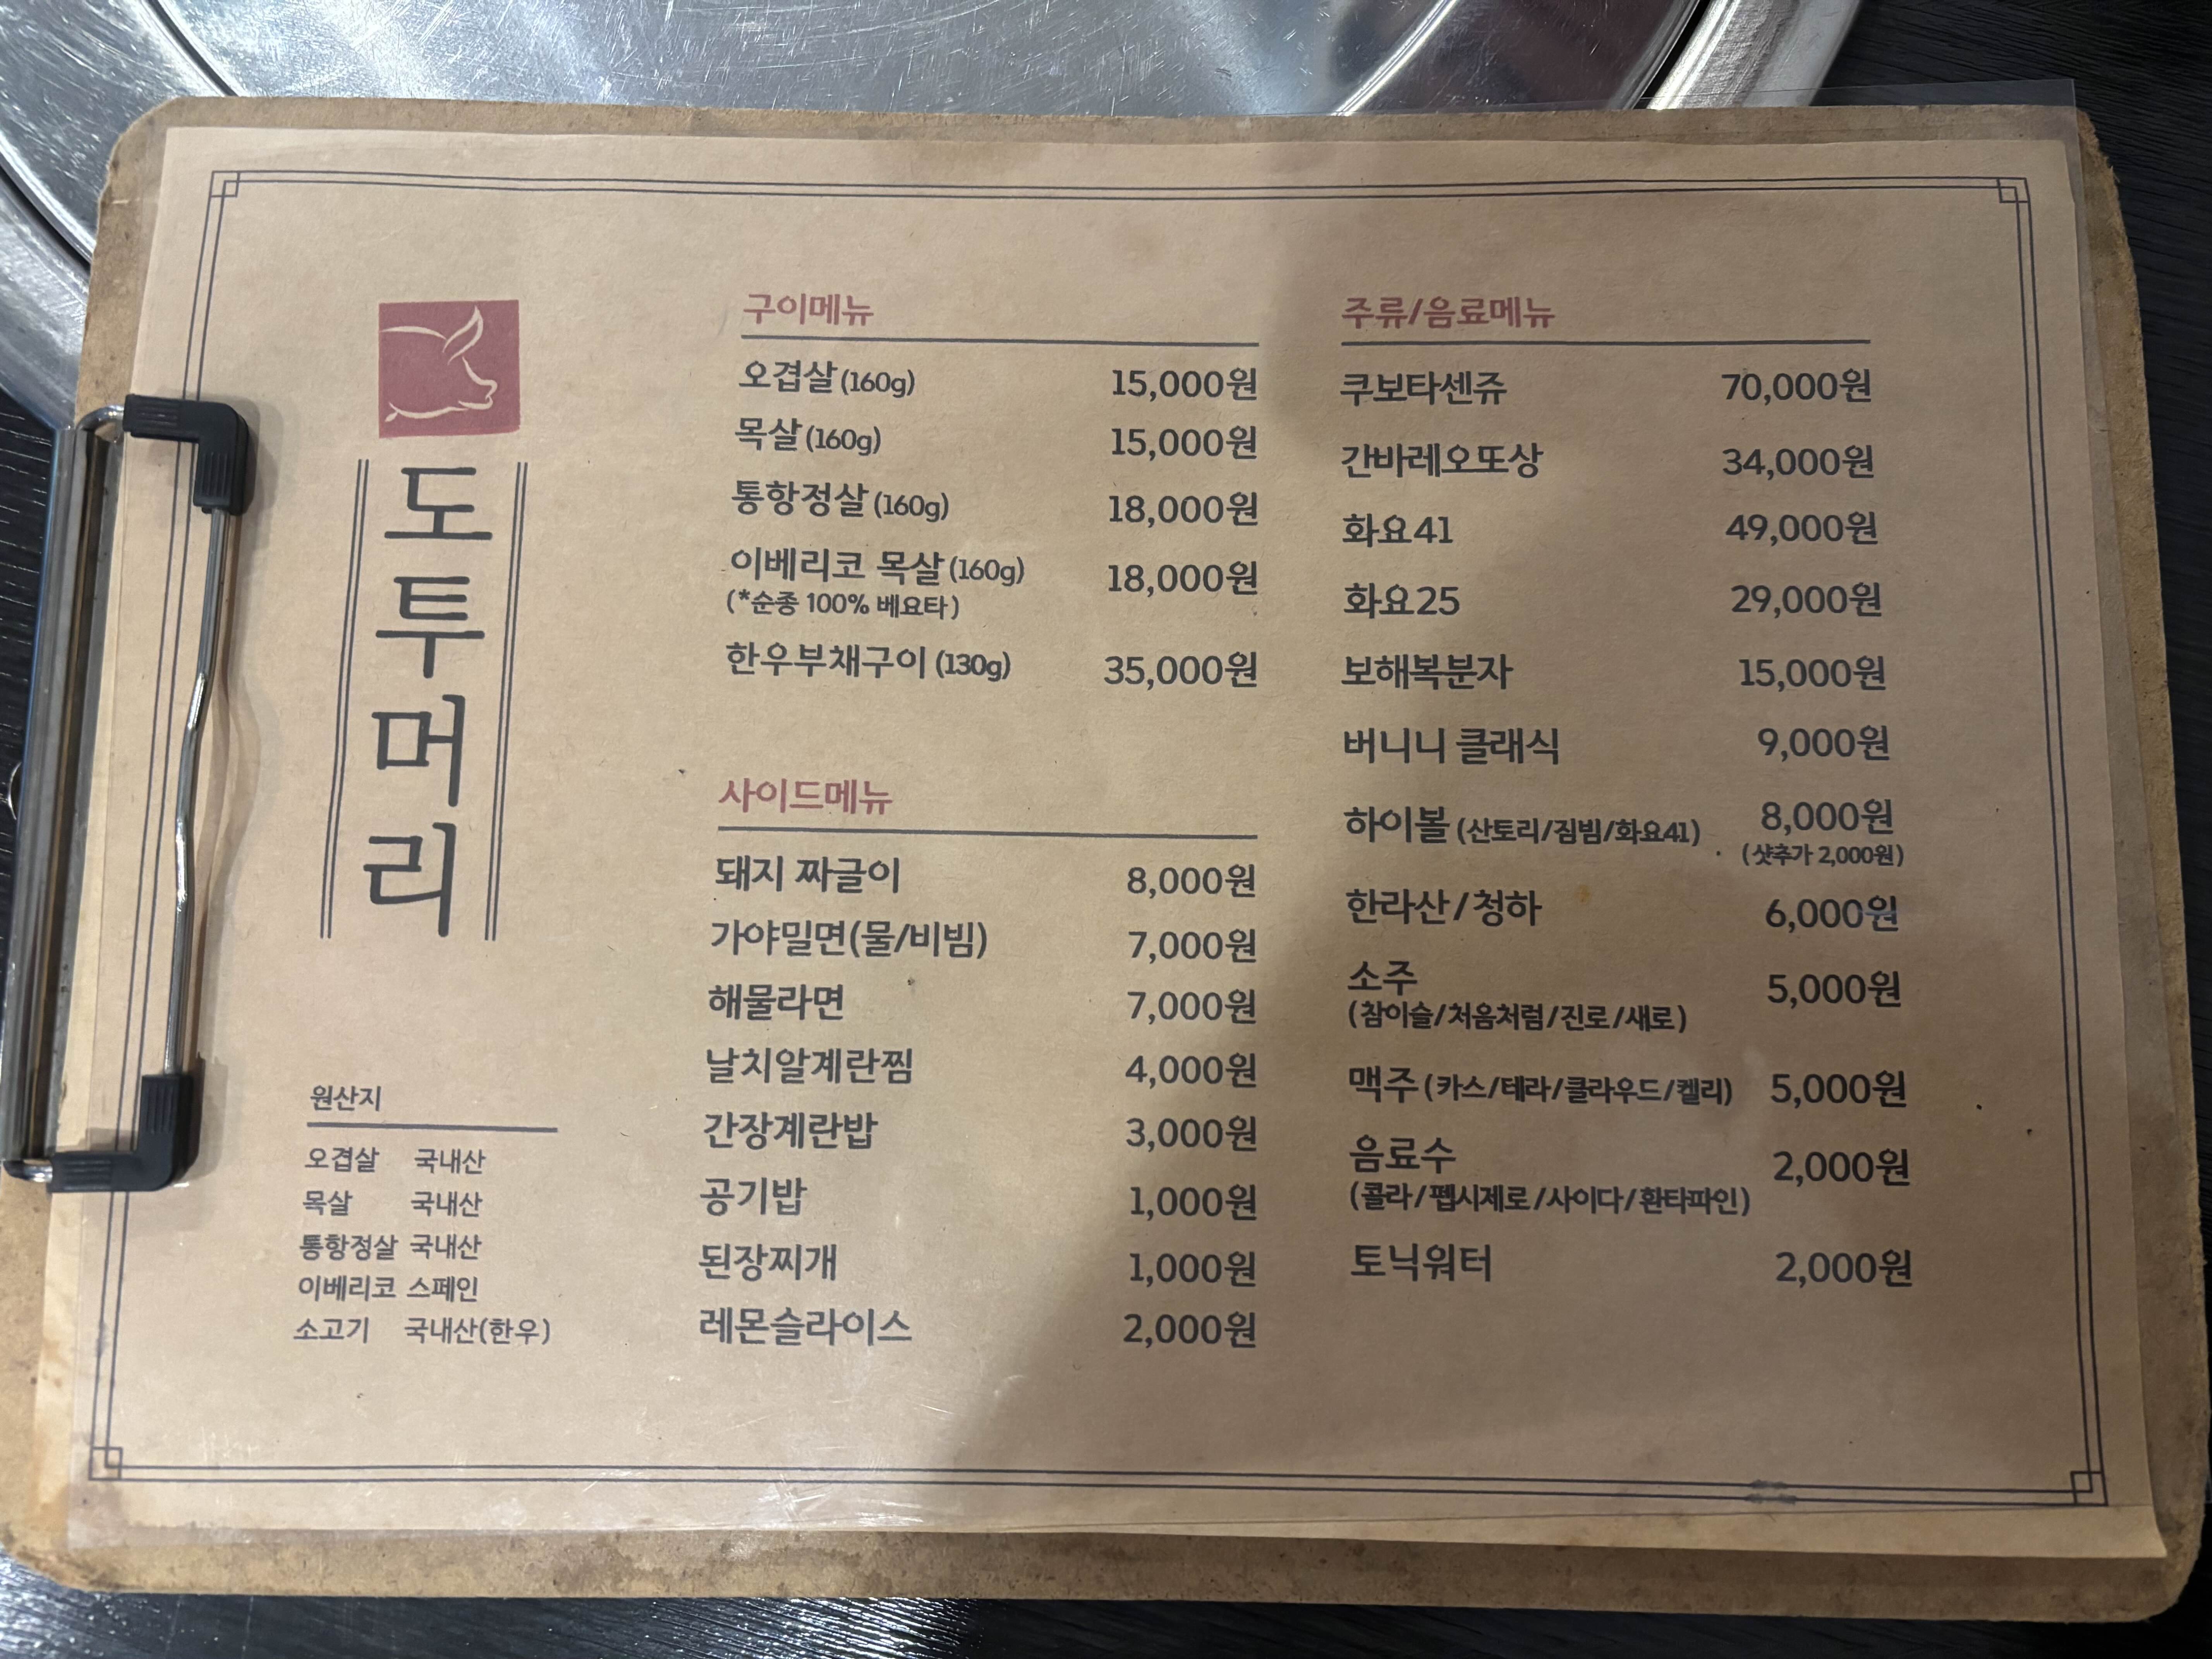 도투머리
원산지
오겹살 국내산
목살 국내산
통항정살 국내산
이베리코 스페인
소고기 국내산(한우)
구이메뉴
오겹살(160g) 15,000원
목살(160g) 15,000원
통항정살(160g) 18,000원
이베리코 목살(160g) 18,000원
(*순종 100% 베요타)
한우부채구이(130g) 35,000원
사이드메뉴
돼지 짜글이 8,000원
가야밀면(물/비빔) 7,000원
해물라면 7,000원
날치알계란찜 4,000원
간장계란밥 3,000원
공기밥 1,000원
된장찌개 1,000원
레몬슬라이스 2,000원
주류/음료메뉴
쿠보타센쥬 70,000원
간바레오또상 34,000원
화요41 49,000원
화요25 29,000원
보해복분자 15,000원
버니니 클래식 9,000원
하이볼(산토리/짐빔/화요41) 8,000원
(샷추가 2,000원)
한라산/청하 6,000원
소주 5,000원
(참이슬/처음처럼/진로/새로)
맥주(카스/테라/클라우드/켈리) 5,000원
음료수 2,000원
(콜라/펩시제로/사이다/환타파인)
토닉워터 2,000원